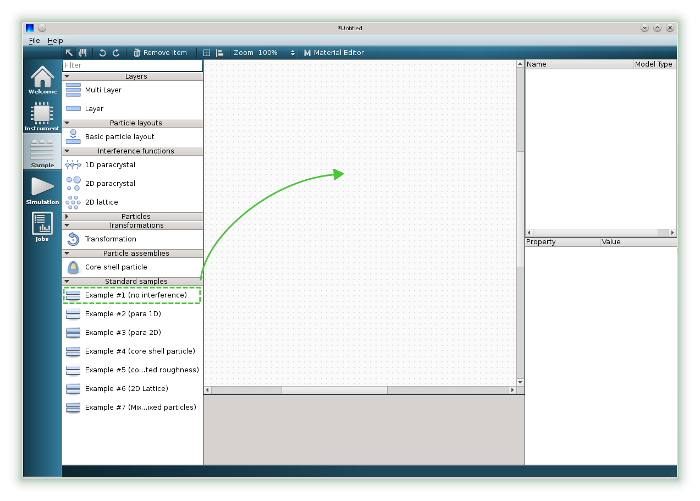 *Untitled
File Help
Remove item Zoom 100% M Material Editor
Filter
Welcome
Instrument
Sample
Simulation
Jobs
Layers
Multi Layer
Layer
Particle layouts
Basic particle layout
Interference functions
1D paracrystal
2D paracrystal
2D lattice
Particles
Transformations
Transformation
Particle assemblies
Core shell particle
Standard samples
Example #1 (no interference)
Example #2 (para 1D)
Example #3 (para 2D)
Example #4 (core shell particle)
Example #5 (co...ted roughness)
Example #6 (2D Lattice)
Example #7 (Mix...ixed particles)
Name Model Type
Property Value